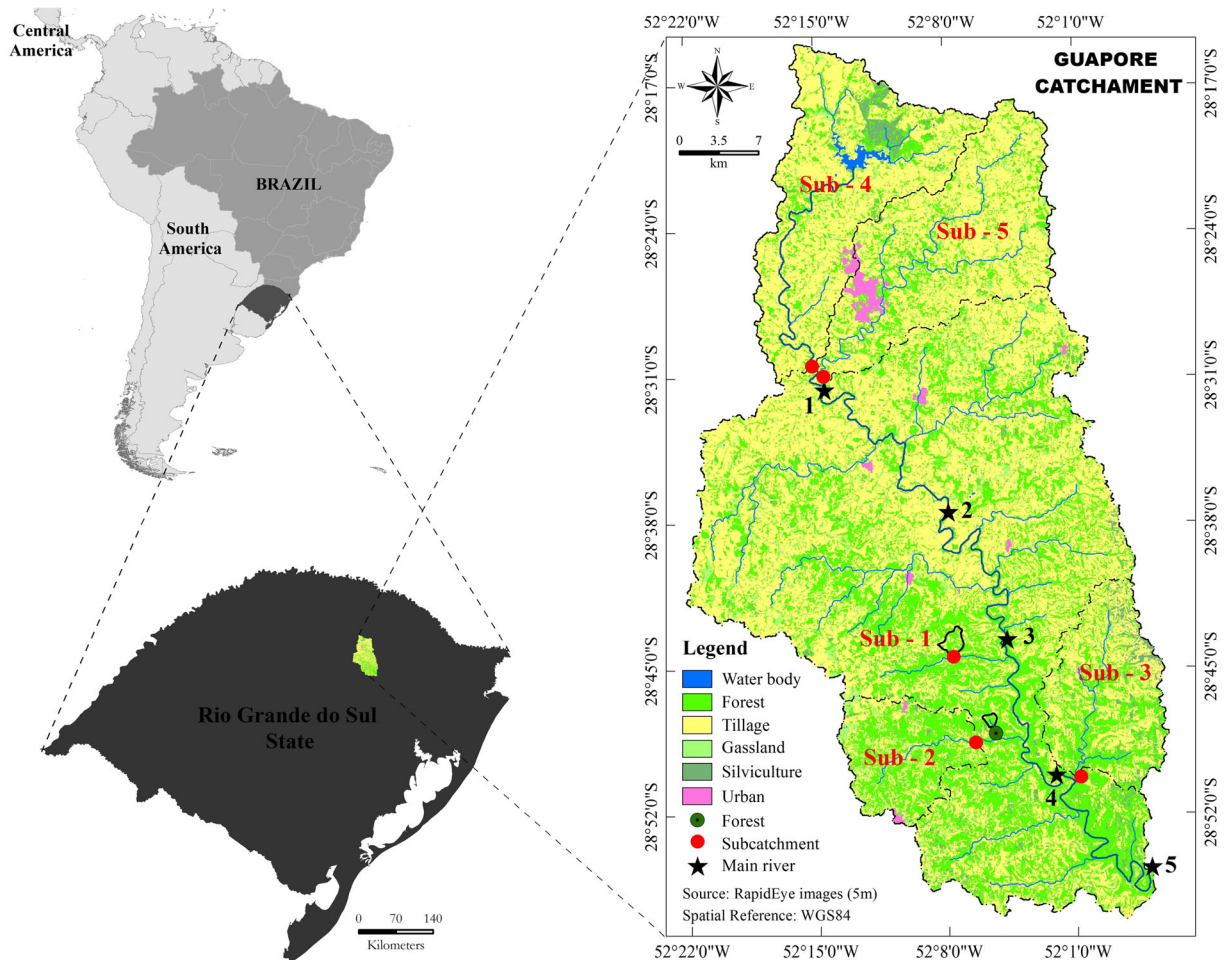 Central
America
BRAZIL
South
America
Rio Grande do Sul
State
0 70 140
Kilometers
52°22'0"W 52°15'0"W 52°8'0"W 52°1'0"W
GUAPORE
CATCHAMENT
N
W E
S
0 3.5 7
km
28°17'0"S
28°24'0"S
28°31'0"S
28°38'0"S
28°45'0"S
28°52'0"S
28°17'0"S
28°24'0"S
28°31'0"S
28°38'0"S
28°45'0"S
28°52'0"S
Sub - 4
Sub - 5
1
2
3
Sub - 1
Sub - 3
Sub - 2
4
5
Legend
Water body
Forest
Tillage
Gassland
Silviculture
Urban
Forest
Subcatchment
Main river
Source: RapidEye images (5m)
Spatial Reference: WGS84
52°22'0"W 52°15'0"W 52°8'0"W 52°1'0"W